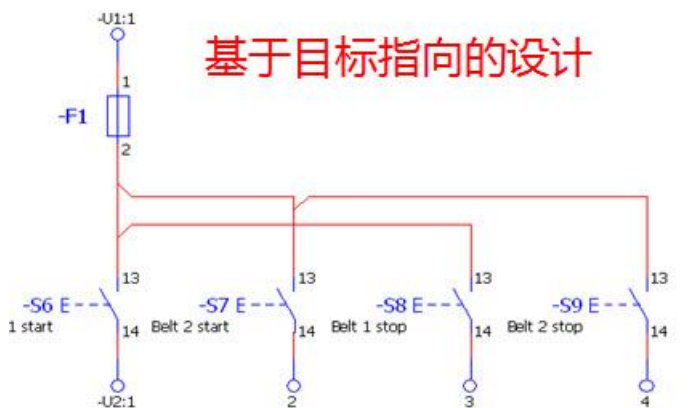 -U1:1
基于目标指向的设计
1
-F1
2
13
13
13
13
-S6 E
-S7 E
-S8 E
-S9 E
1 start
14
Belt 2 start
14
Belt 1 stop
14
Belt 2 stop
14
-U2:1
2
3
4